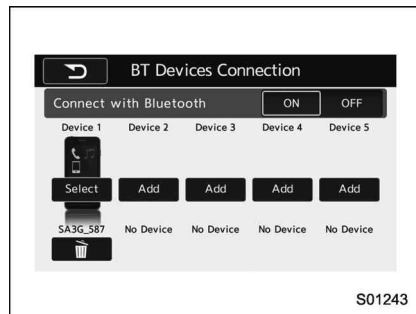 BT Devices Connection
Connect with Bluetooth ON OFF
Device 1 Device 2 Device 3 Device 4 Device 5
Select Add Add Add Add
SA3G_587 No Device No Device No Device No Device
S01243